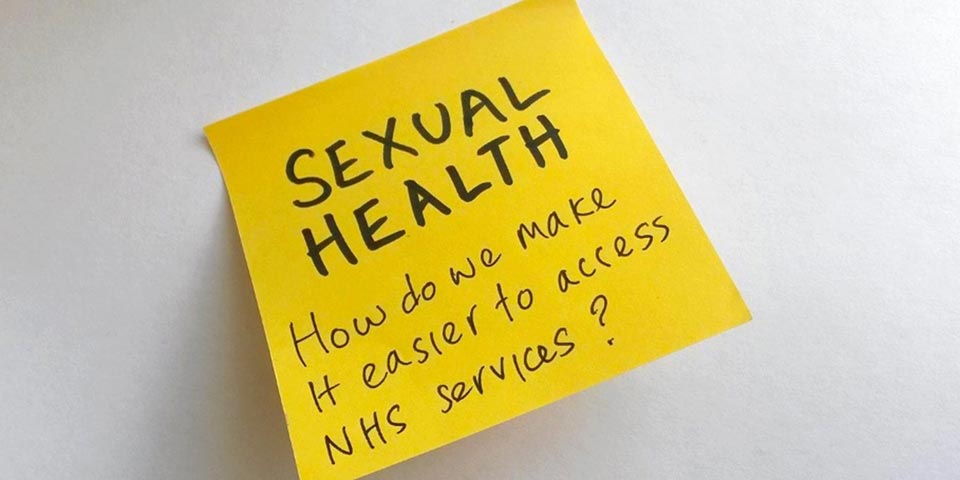 SEXUAL
HEALTH
How do we make
it easier to access
NHS services?